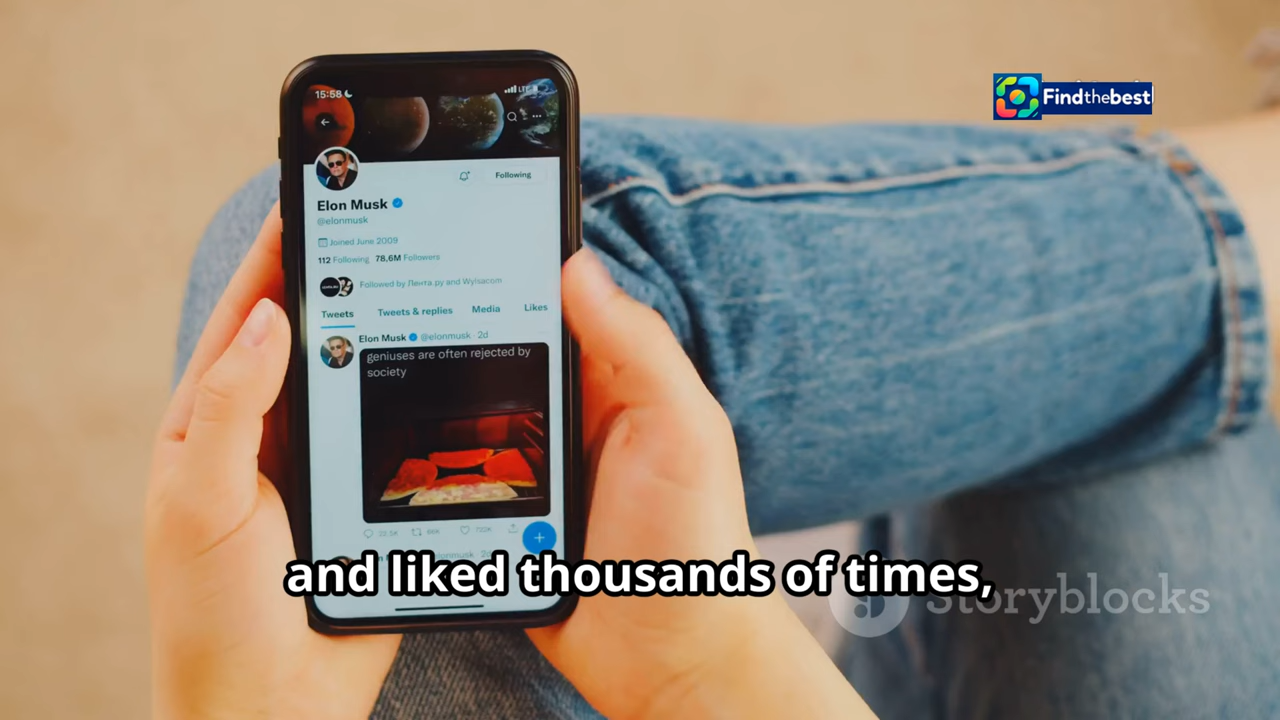 15:58
LTE
Findthebest
Following
Elon Musk
@elonmusk
Joined June 2009
112 Following 78,6M Followers
Followed by Лента.ру and Wylsacom
Tweets Tweets & replies Media Likes
Elon Musk @elonmusk · 2d
geniuses are often rejected by
society
and liked thousands of times,
Storyblocks